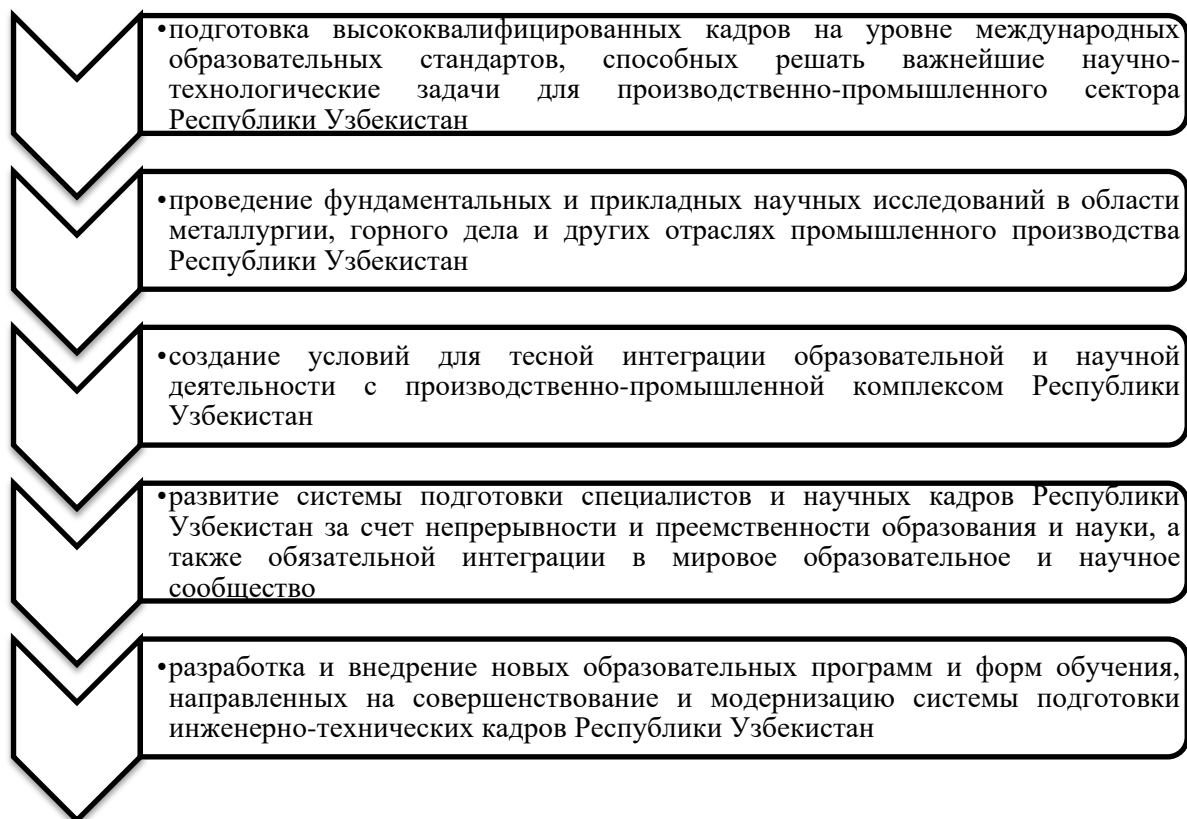 •подготовка высококвалифицированных кадров на уровне международных
образовательных стандартов, способных решать важнейшие научно-
технологические задачи для производственно-промышленного сектора
Республики Узбекистан
•проведение фундаментальных и прикладных научных исследований в области
металлургии, горного дела и других отраслях промышленного производства
Республики Узбекистан
•создание условий для тесной интеграции образовательной и научной
деятельности с производственно-промышленной комплексом Республики
Узбекистан
•развитие системы подготовки специалистов и научных кадров Республики
Узбекистан за счет непрерывности и преемственности образования и науки, а
также обязательной интеграции в мировое образовательное и научное
сообщество
•разработка и внедрение новых образовательных программ и форм обучения,
направленных на совершенствование и модернизацию системы подготовки
инженерно-технических кадров Республики Узбекистан